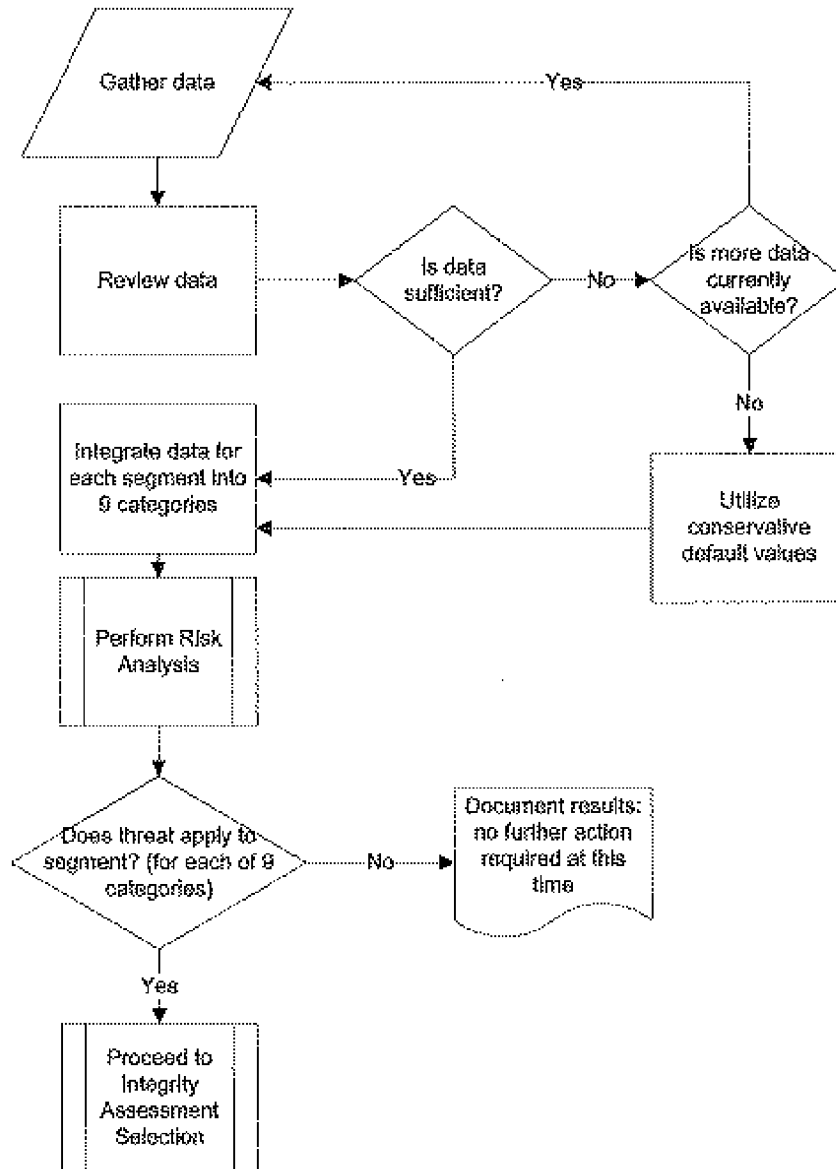 Gather data
Yes
Review data
Is data
sufficient?
No
Is more data
currently
available?
No
Integrate data for
each segment into
9 categories
Yes
Utilize
conservative
default values
Perform Risk
Analysis
Does threat apply to
segment? (for each of 9
categories)
No
Document results:
no further action
required at this
time
Yes
Proceed to
Integrity
Assessment
Selection